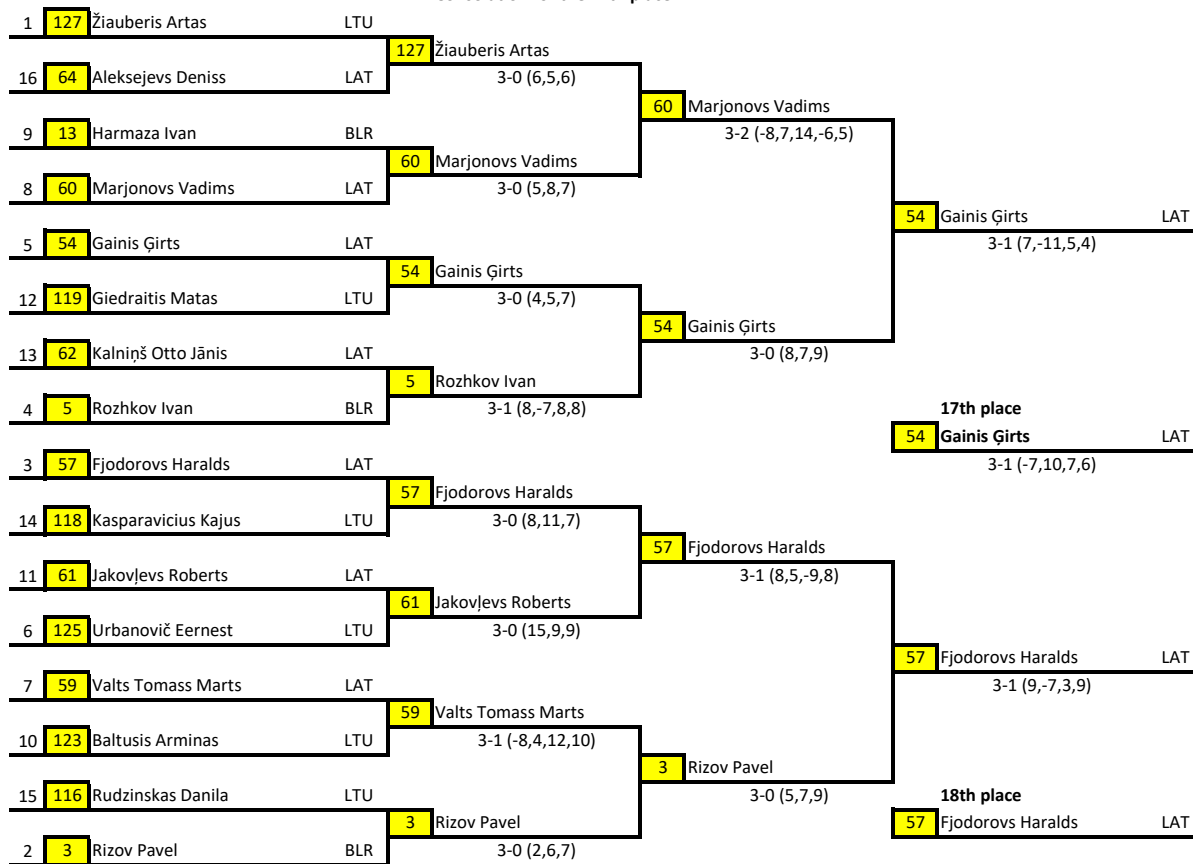 1 127 Žiauberis Artas LTU
127 Žiauberis Artas
16 64 Aleksejevs Deniss LAT 3-0 (6,5,6)
60 Marjonovs Vadims
9 13 Harmaza Ivan BLR 3-2 (-8,7,14,-6,5)
60 Marjonovs Vadims
8 60 Marjonovs Vadims LAT 3-0 (5,8,7)
54 Gainis Ģirts LAT
5 54 Gainis Ģirts LAT 3-1 (7,-11,5,4)
54 Gainis Ģirts
12 119 Giedraitis Matas LTU 3-0 (4,5,7)
54 Gainis Ģirts
13 62 Kalniņš Otto Jānis LAT 3-0 (8,7,9)
5 Rozhkov Ivan
4 5 Rozhkov Ivan BLR 3-1 (8,-7,8,8) 17th place
54 Gainis Ģirts LAT
3 57 Fjodorovs Haralds LAT 3-1 (-7,10,7,6)
57 Fjodorovs Haralds
14 118 Kasparavicius Kajus LTU 3-0 (8,11,7)
57 Fjodorovs Haralds
11 61 Jakovļevs Roberts LAT 3-1 (8,5,-9,8)
61 Jakovļevs Roberts
6 125 Urbanovič Eernest LTU 3-0 (15,9,9)
57 Fjodorovs Haralds LAT
7 59 Valts Tomass Marts LAT 3-1 (9,-7,3,9)
59 Valts Tomass Marts
10 123 Baltusis Arminas LTU 3-1 (-8,4,12,10)
3 Rizov Pavel
15 116 Rudzinskas Danila LTU 3-0 (5,7,9) 18th place
3 Rizov Pavel 57 Fjodorovs Haralds LAT
2 3 Rizov Pavel BLR 3-0 (2,6,7)